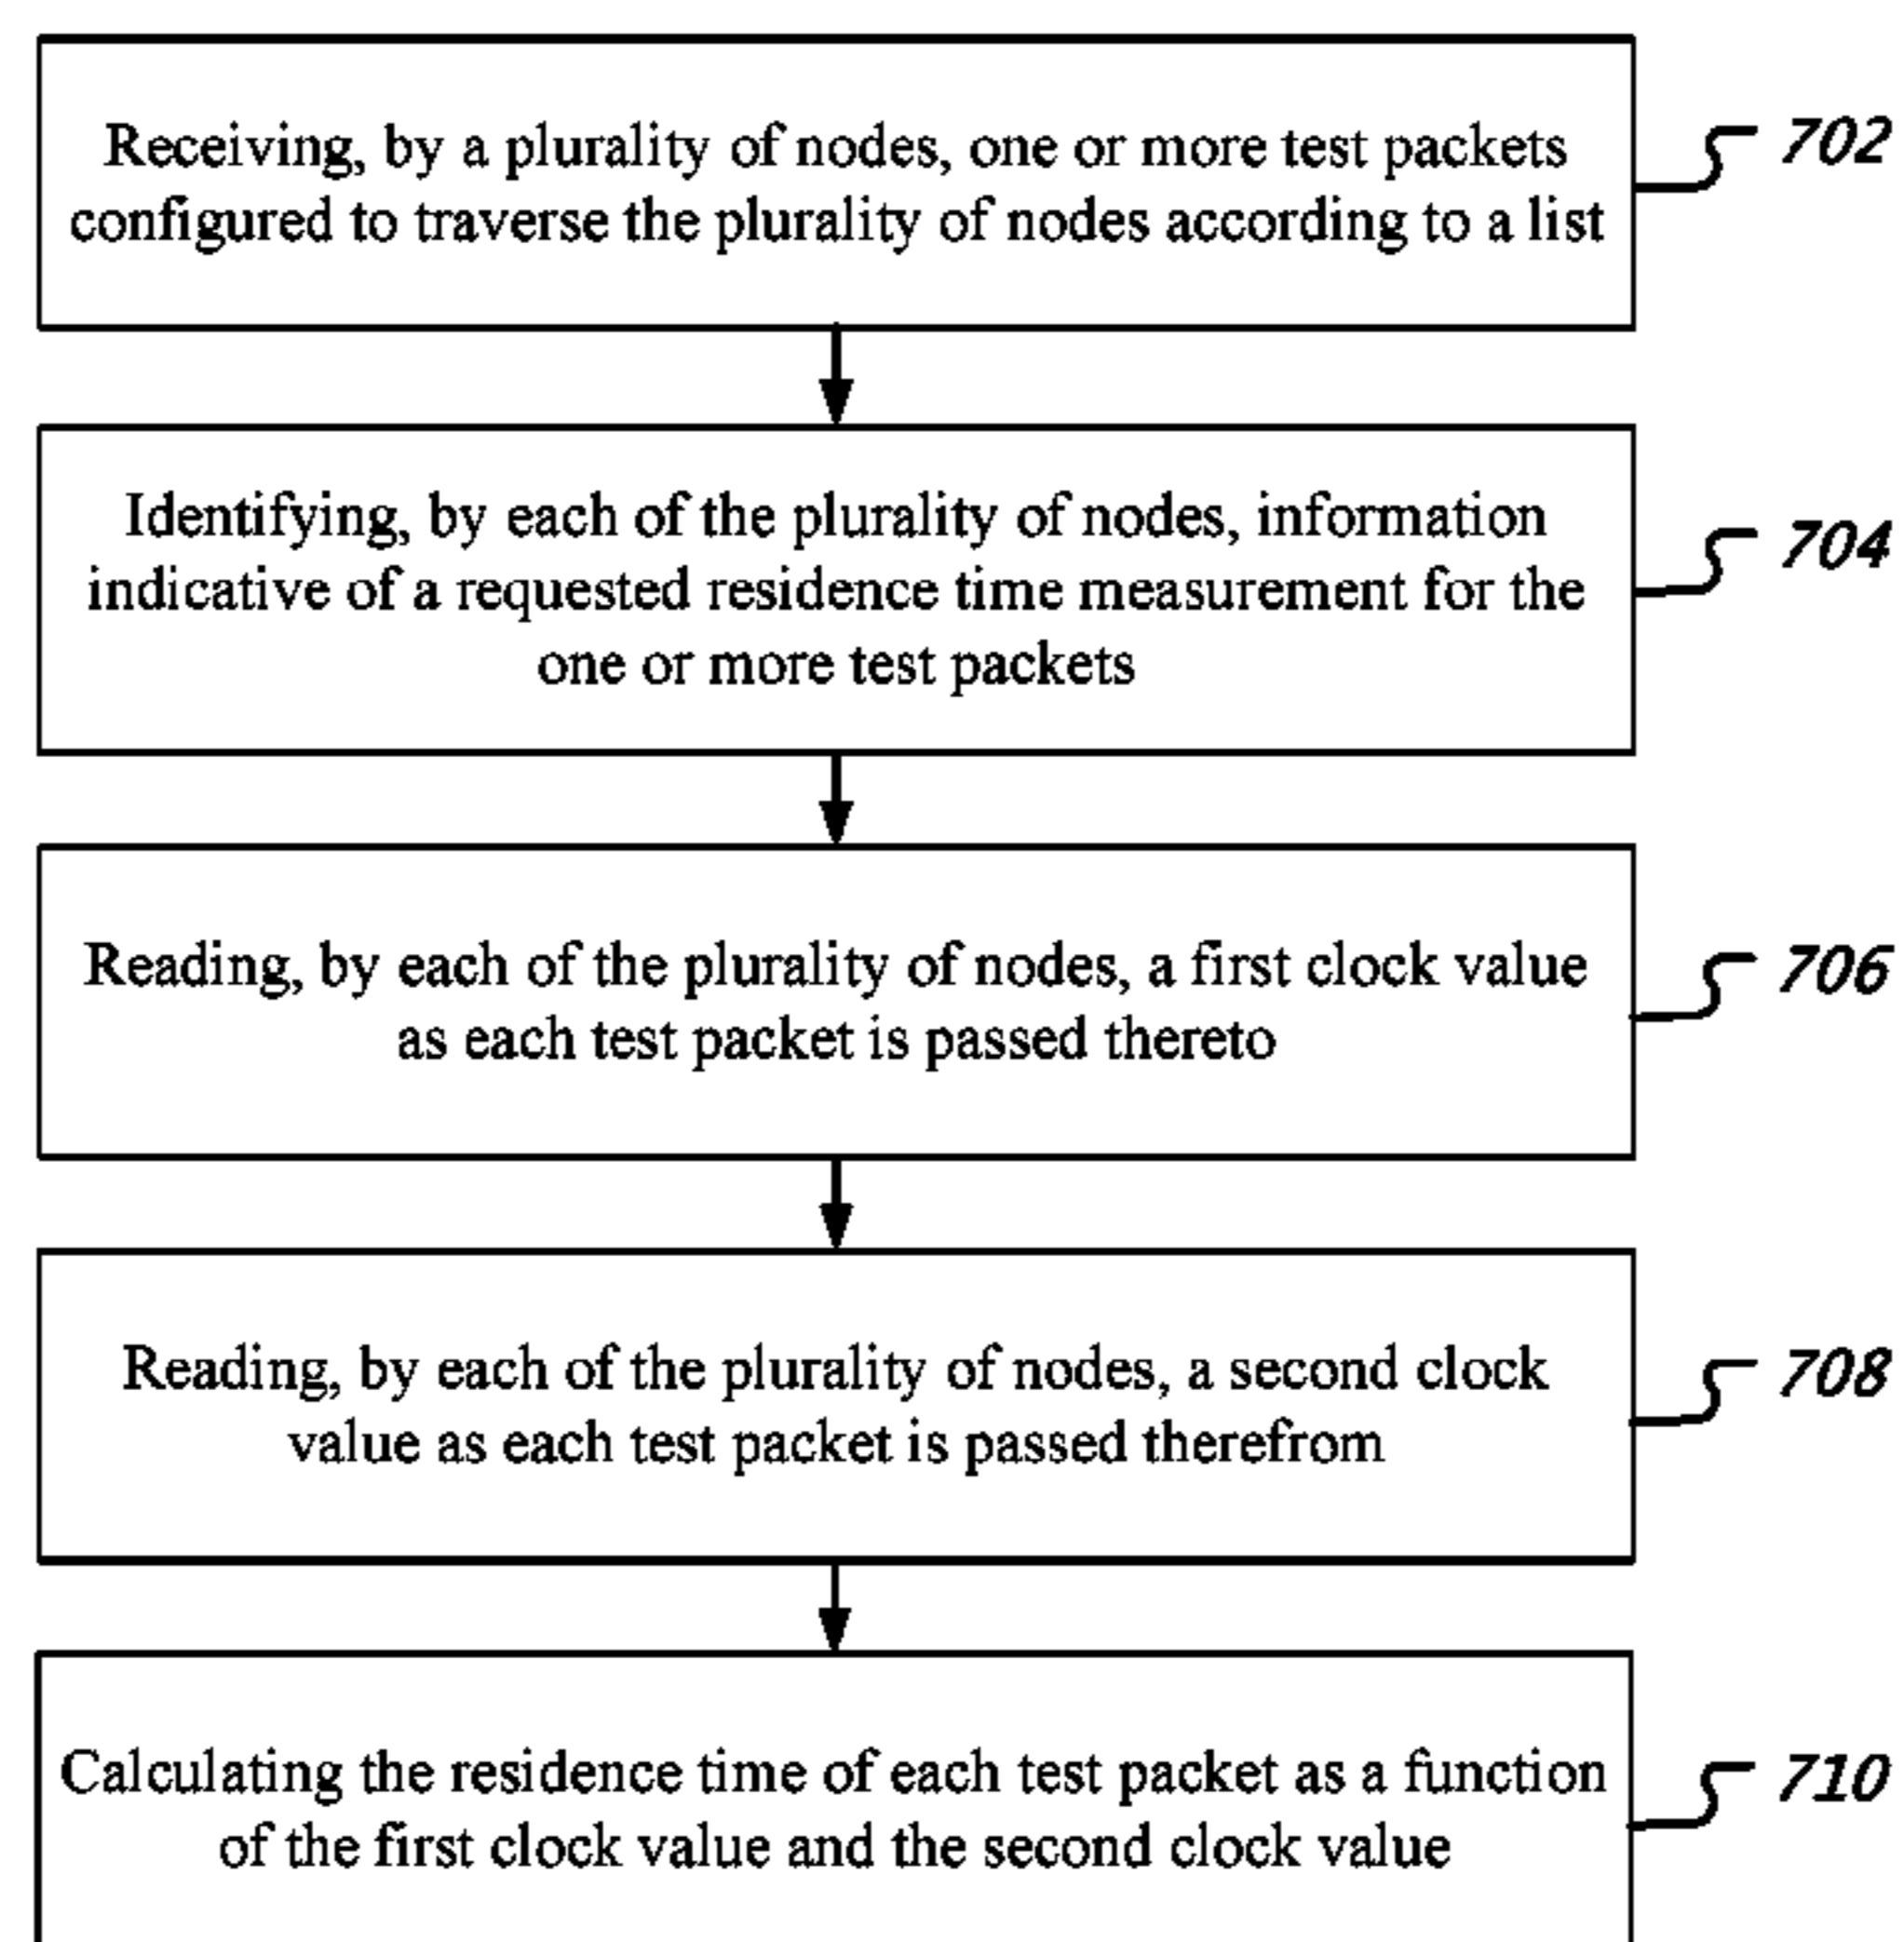 Receiving, by a plurality of nodes, one or more test packets
configured to traverse the plurality of nodes according to a list
702
Identifying, by each of the plurality of nodes, information
indicative of a requested residence time measurement for the
one or more test packets
704
Reading, by each of the plurality of nodes, a first clock value
as each test packet is passed thereto
706
Reading, by each of the plurality of nodes, a second clock
value as each test packet is passed therefrom
708
Calculating the residence time of each test packet as a function
of the first clock value and the second clock value
710